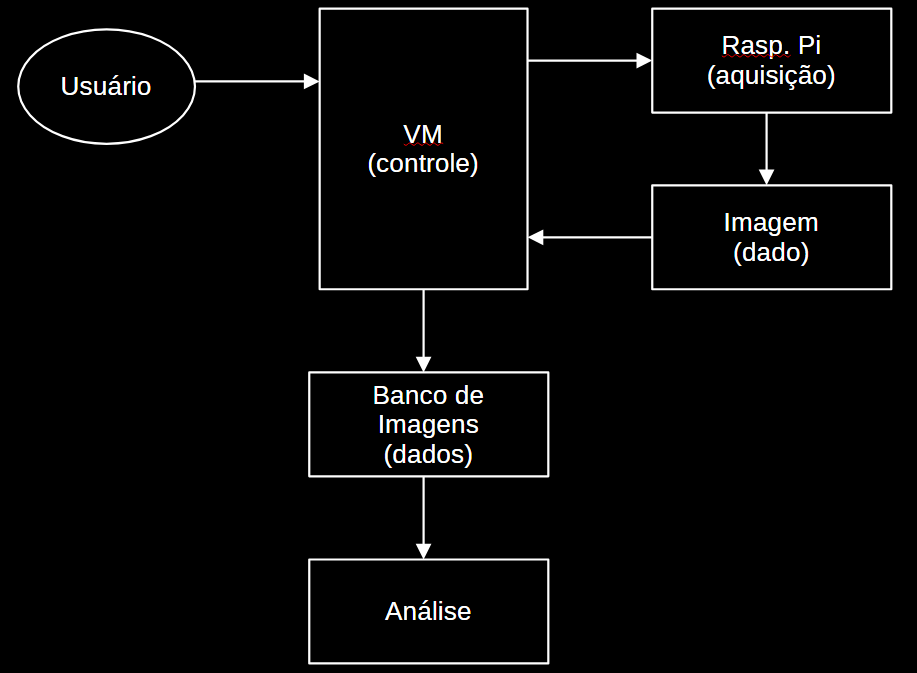 Usuário
VM
(controle)
Rasp. Pi
(aquisição)
Imagem
(dado)
Banco de
Imagens
(dados)
Análise